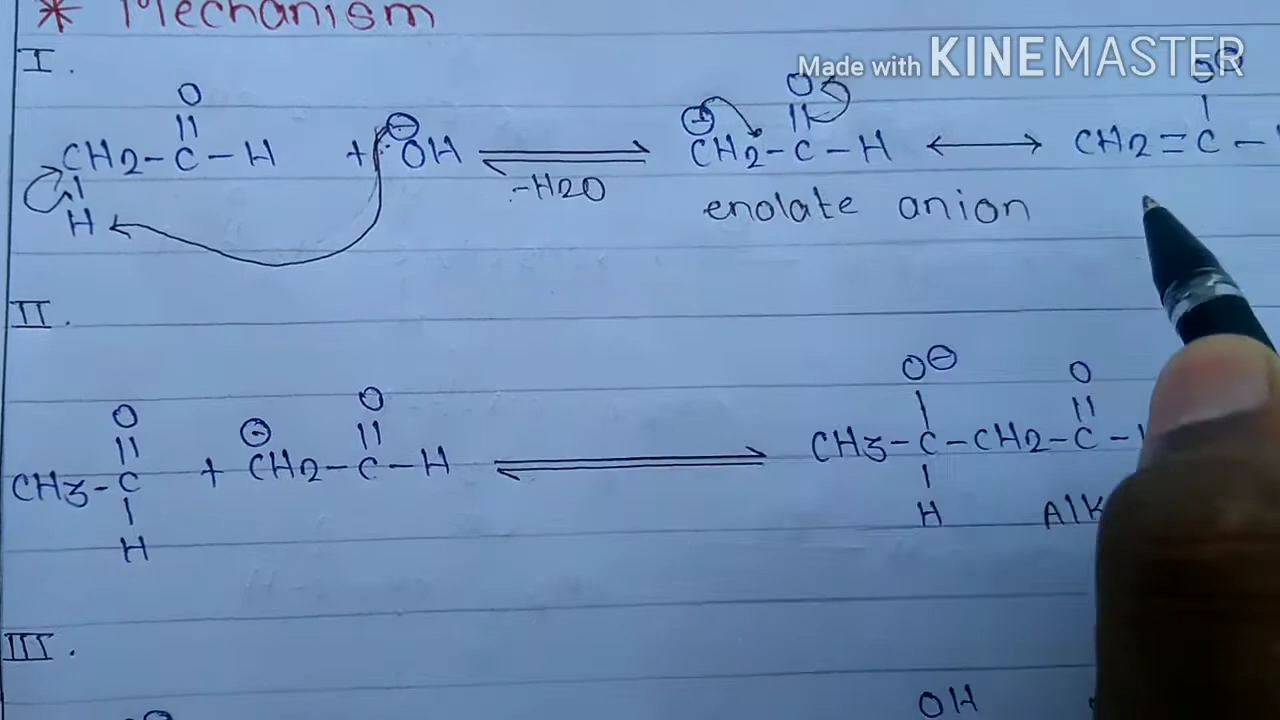 * Mechanism
Made with KINEMASTER
I.
O O O⊖
|| || |
CH2-C-H + ⊖:OH ⇌ ⊖CH2-C-H ↔ CH2=C-
| -H2O
H enolate anion
II.
O O O⊖ O
|| || | ||
CH3-C + ⊖CH2-C-H ⇌ CH3-C-CH2-C-
| |
H H
III.
OH